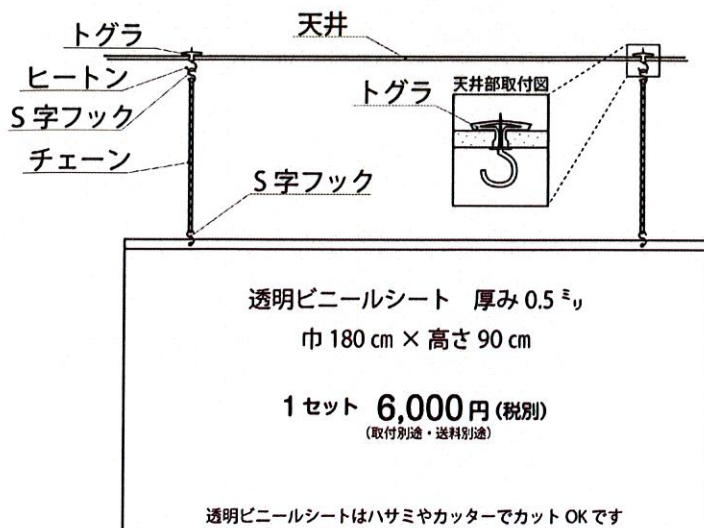 トグラ
天井
ヒートン
S字フック
チェーン
天井部取付図
トグラ
S字フック
透明ビニールシート 厚み0.5㍉
巾180㎝×高さ90㎝
1セット 6,000円(税別)
(取付別途・送料別途)
透明ビニールシートはハサミやカッターでカットOKです